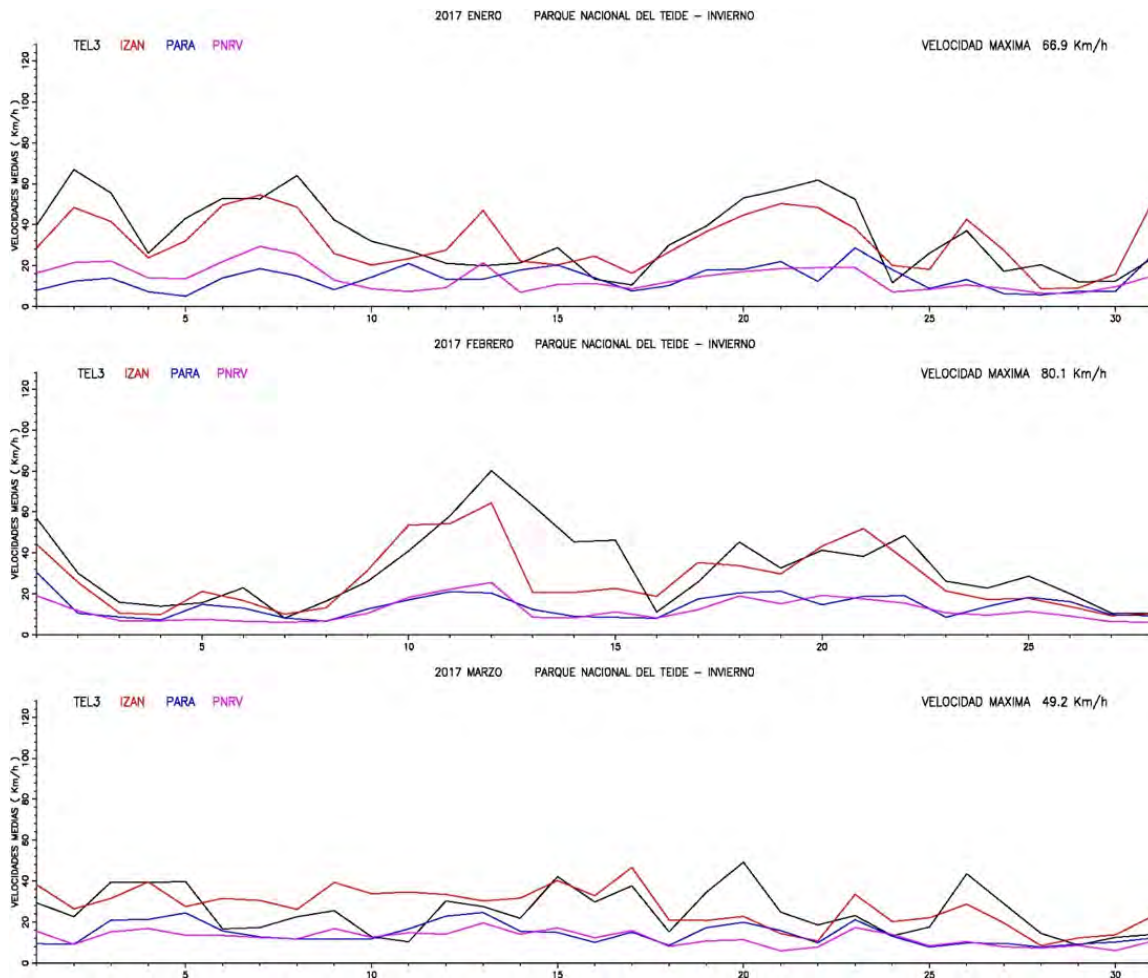 2017 ENERO PARQUE NACIONAL DEL TEIDE – INVIERNO
TEL3 IZAN PARA PNRV
VELOCIDAD MAXIMA 66.9 Km/h
VELOCIDADES MEDIAS ( Km/h )
120
100
80
60
40
20
0
5 10 15 20 25 30
2017 FEBRERO PARQUE NACIONAL DEL TEIDE – INVIERNO
TEL3 IZAN PARA PNRV
VELOCIDAD MAXIMA 80.1 Km/h
VELOCIDADES MEDIAS ( Km/h )
120
100
80
60
40
20
0
5 10 15 20 25
2017 MARZO PARQUE NACIONAL DEL TEIDE – INVIERNO
TEL3 IZAN PARA PNRV
VELOCIDAD MAXIMA 49.2 Km/h
VELOCIDADES MEDIAS ( Km/h )
120
100
80
60
40
20
0
5 10 15 20 25 30